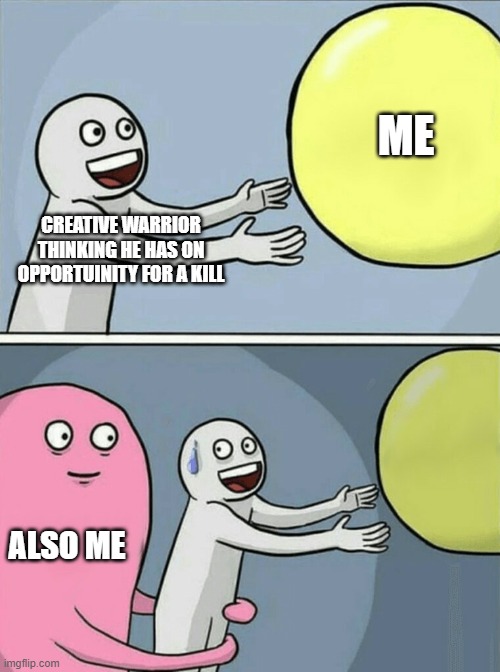 ME
CREATIVE WARRIOR
THINKING HE HAS ON
OPPORTUINITY FOR A KILL
ALSO ME
imgflip.com